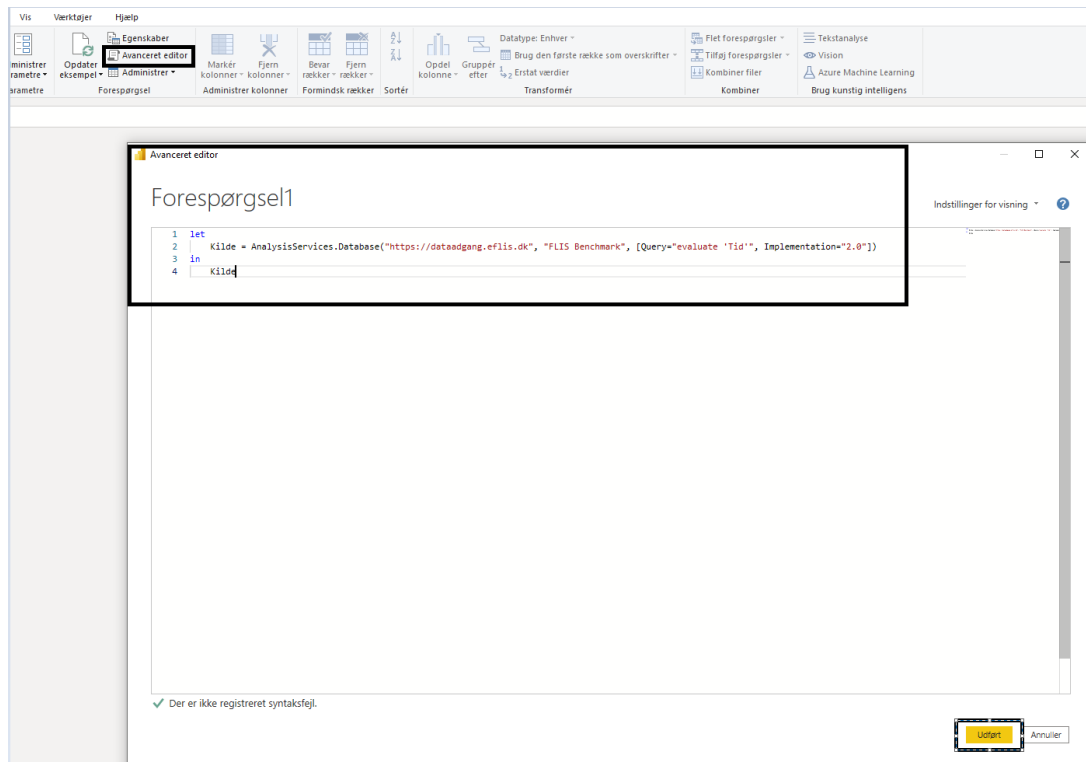 Vis Værktøjer Hjælp
ministrer
rametre
arametre
Opdater
eksempel
Egenskaber
Avanceret editor
Administrer
Forespørgsel
Markér
kolonner
Fjern
kolonner
Administrer kolonner
Bevar
rækker
Fjern
rækker
Formindsk rækker
Sortér
Opdel
kolonne
Gruppér
efter
Datatype: Enhver
Brug den første række som overskrifter
Erstat værdier
Transformér
Flet forespørgsler
Tilføj forespørgsler
Kombiner filer
Kombiner
Tekstanalyse
Vision
Azure Machine Learning
Brug kunstig intelligens
Avanceret editor
Forespørgsel1
Indstillinger for visning
1 let
2 Kilde = AnalysisServices.Database("https://dataadgang.eflis.dk", "FLIS Benchmark", [Query="evaluate 'Tid'", Implementation="2.0"])
3 in
4 Kilde
Der er ikke registreret syntaksfejl.
Udført Annuller